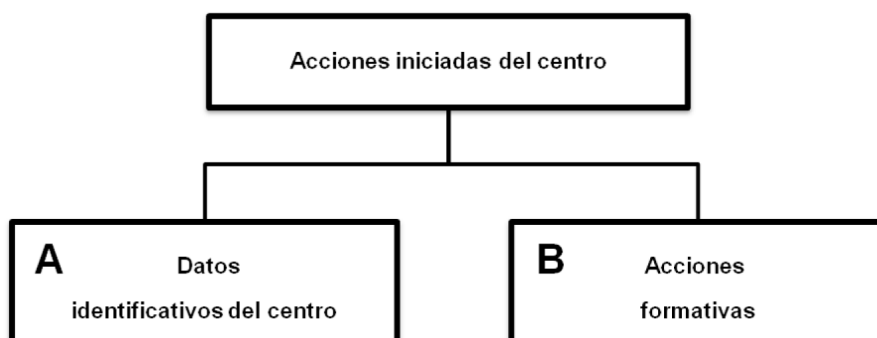 Acciones iniciadas del centro
A Datos
identificativos del centro
B Acciones
formativas